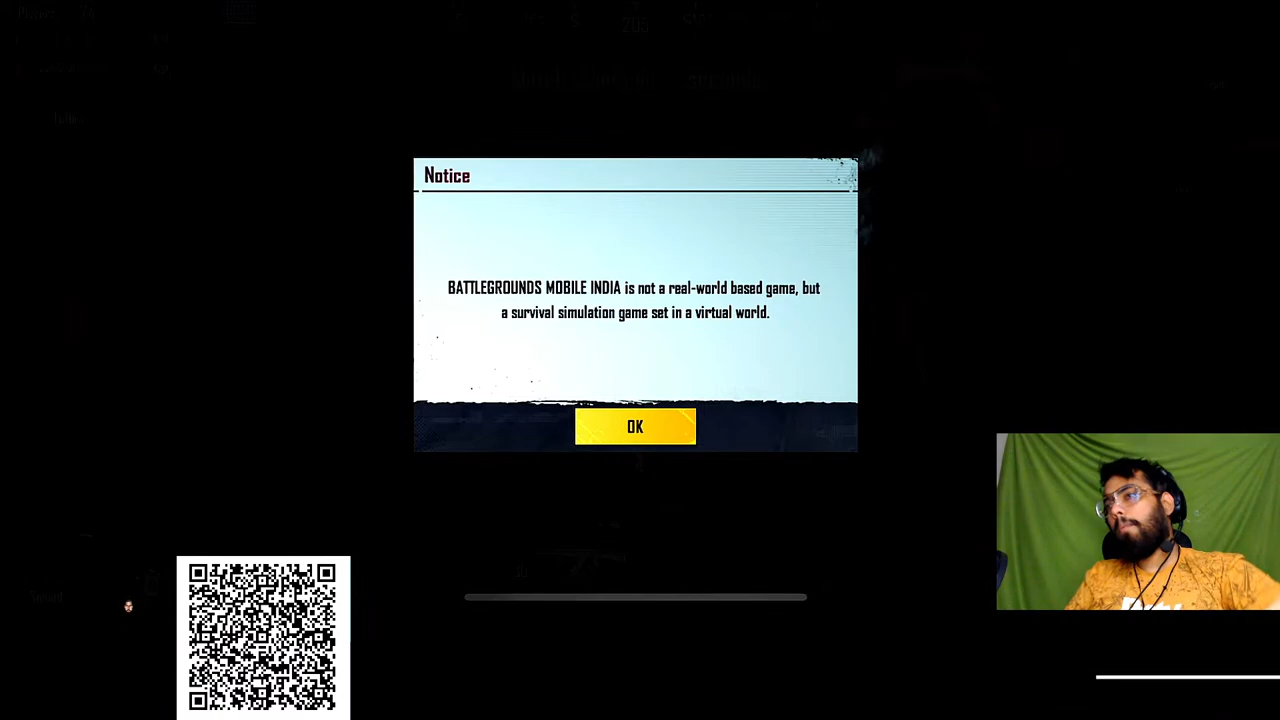 Notice
BATTLEGROUNDS MOBILE INDIA is not a real-world based game, but
a survival simulation game set in a virtual world.
OK